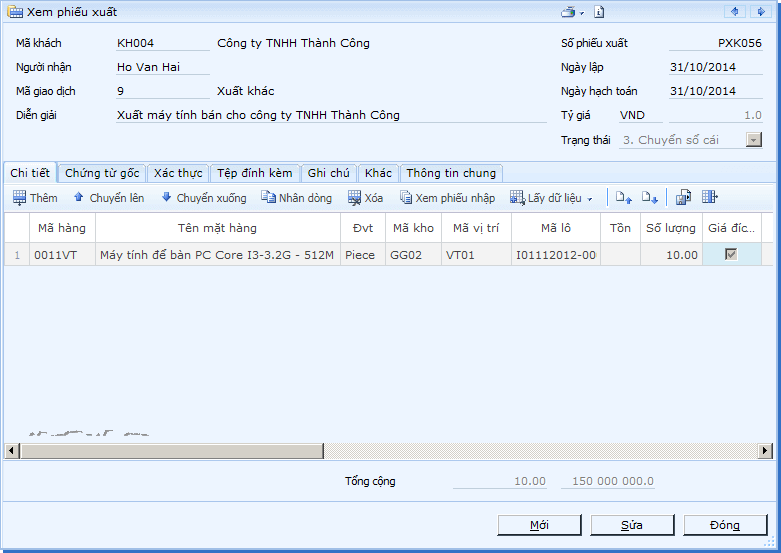 Xem phiếu xuất
Mã khách KH004 Công ty TNHH Thành Công Số phiếu xuất PXK056
Người nhận Ho Van Hai Ngày lập 31/10/2014
Mã giao dịch 9 Xuất khác Ngày hạch toán 31/10/2014
Diễn giải Xuất máy tính bán cho công ty TNHH Thành Công Tỷ giá VND 1.0
Trạng thái 3. Chuyển sổ cái
Chi tiết Chứng từ gốc Xác thực Tệp đính kèm Ghi chú Khác Thông tin chung
Thêm Chuyển lên Chuyển xuống Nhân dòng Xóa Xem phiếu nhập Lấy dữ liệu
Mã hàng Tên mặt hàng Đvt Mã kho Mã vị trí Mã lô Tồn Số lượng Giá đíc...
1 0011VT Máy tính để bàn PC Core I3-3.2G - 512M Piece GG02 VT01 I01112012-00 10.00
Tổng cộng 10.00 150 000 000.0
Mới Sửa Đóng